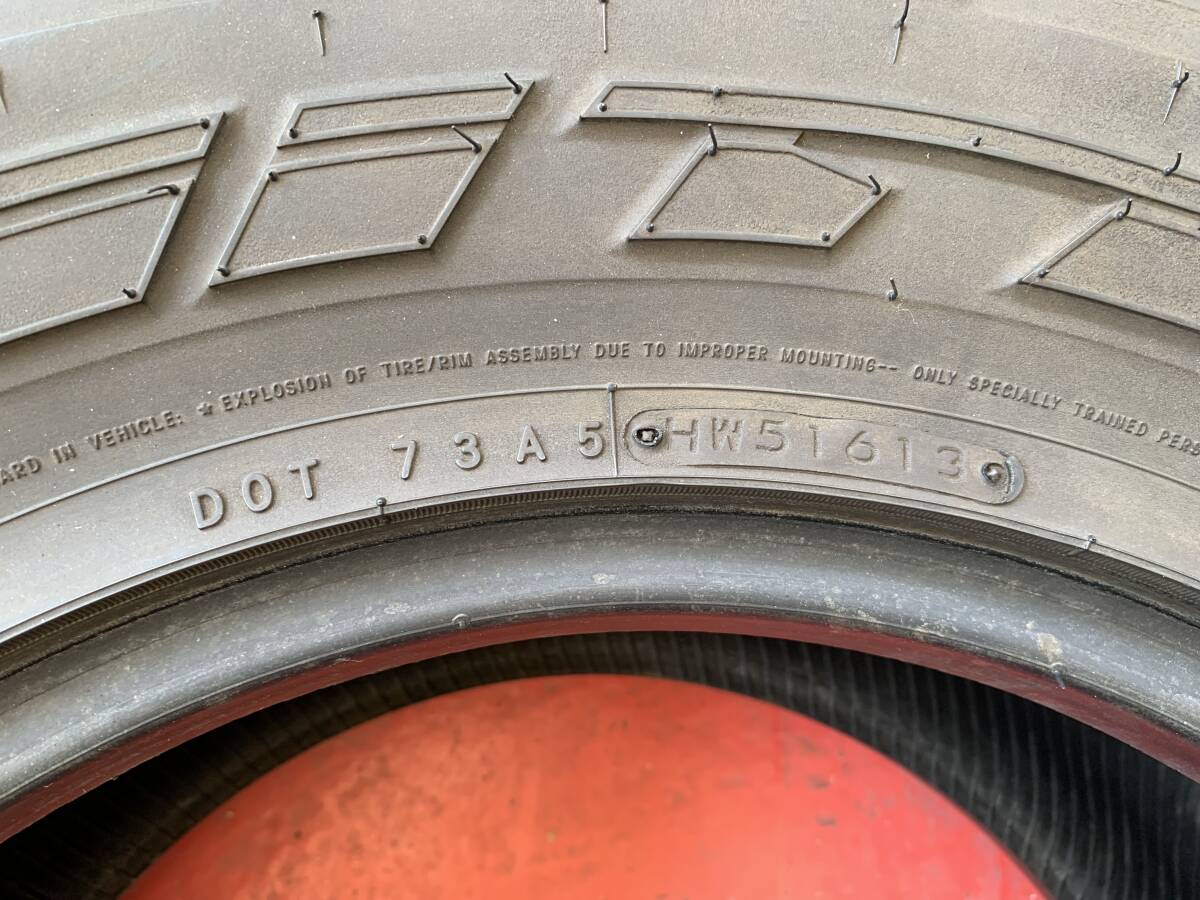 ARD IN VEHICLE: ★ EXPLOSION OF TIRE/RIM ASSEMBLY DUE TO IMPROPER MOUNTING-- ONLY SPECIALLY TRAINED PERS
DOT 73A5 HW51613